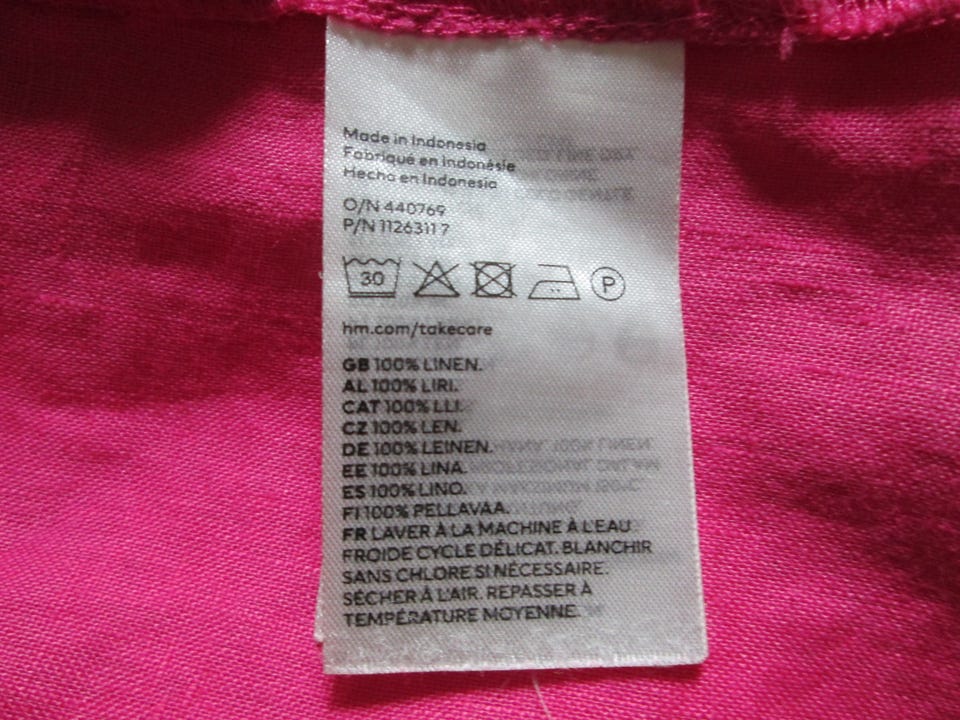 Made in Indonesia
Fabriqué en Indonésie
Hecho en Indonesia
O/N 440769
P/N 1126311 7
30
P
hm.com/takecare
GB 100% LINEN.
AL 100% LIRI.
CAT 100% LLI.
CZ 100% LEN.
DE 100% LEINEN.
EE 100% LINA.
ES 100% LINO.
FI 100% PELLAVAA.
FR LAVER À LA MACHINE À L'EAU
FROIDE CYCLE DÉLICAT. BLANCHIR
SANS CHLORE SI NÉCESSAIRE.
SÉCHER À L'AIR. REPASSER À
TEMPÉRATURE MOYENNE.